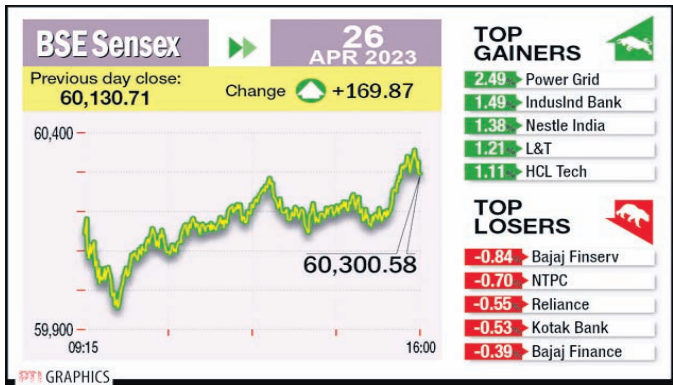 BSE Sensex
26
APR 2023
Previous day close:
60,130.71
Change +169.87
60,400
59,900
09:15
16:00
60,300.58
TOP
GAINERS
2.49% Power Grid
1.49% IndusInd Bank
1.38% Nestle India
1.21% L&T
1.11% HCL Tech
TOP
LOSERS
-0.84% Bajaj Finserv
-0.70% NTPC
-0.55% Reliance
-0.53% Kotak Bank
-0.39% Bajaj Finance
PTI GRAPHICS